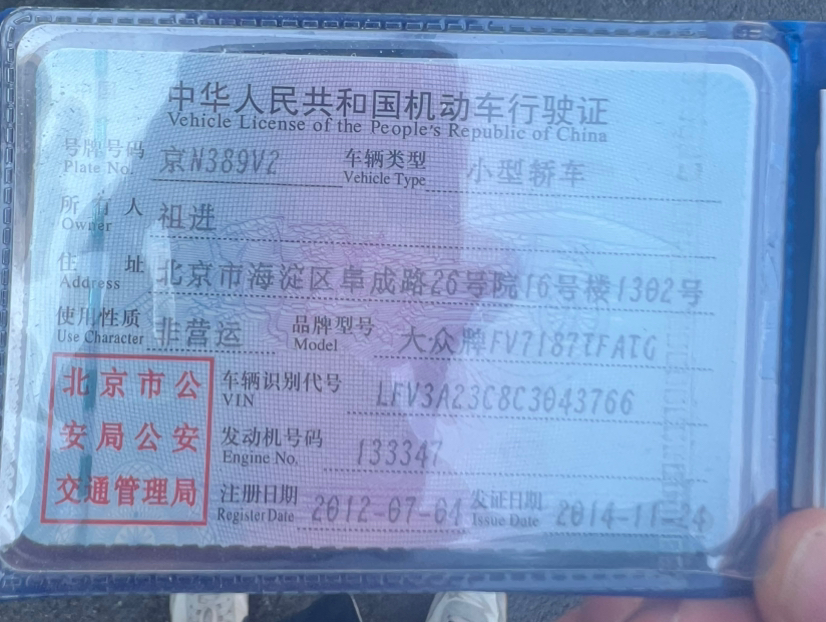 中华人民共和国机动车行驶证
Vehicle License of the People's Republic of China
号牌号码 京N389V2 车辆类型 小型轿车
Plate No. Vehicle Type
所有人 祖进
Owner
住址 北京市海淀区阜成路26号院16号楼1302号
Address
使用性质 非营运 品牌型号 大众牌FV7187TFATG
Use Character Model
北京市公安局公安交通管理局
车辆识别代号 LFV3A23C8C3043766
VIN
发动机号码 133347
Engine No.
注册日期 2012-07-04 发证日期 2014-11-24
Register Date Issue Date